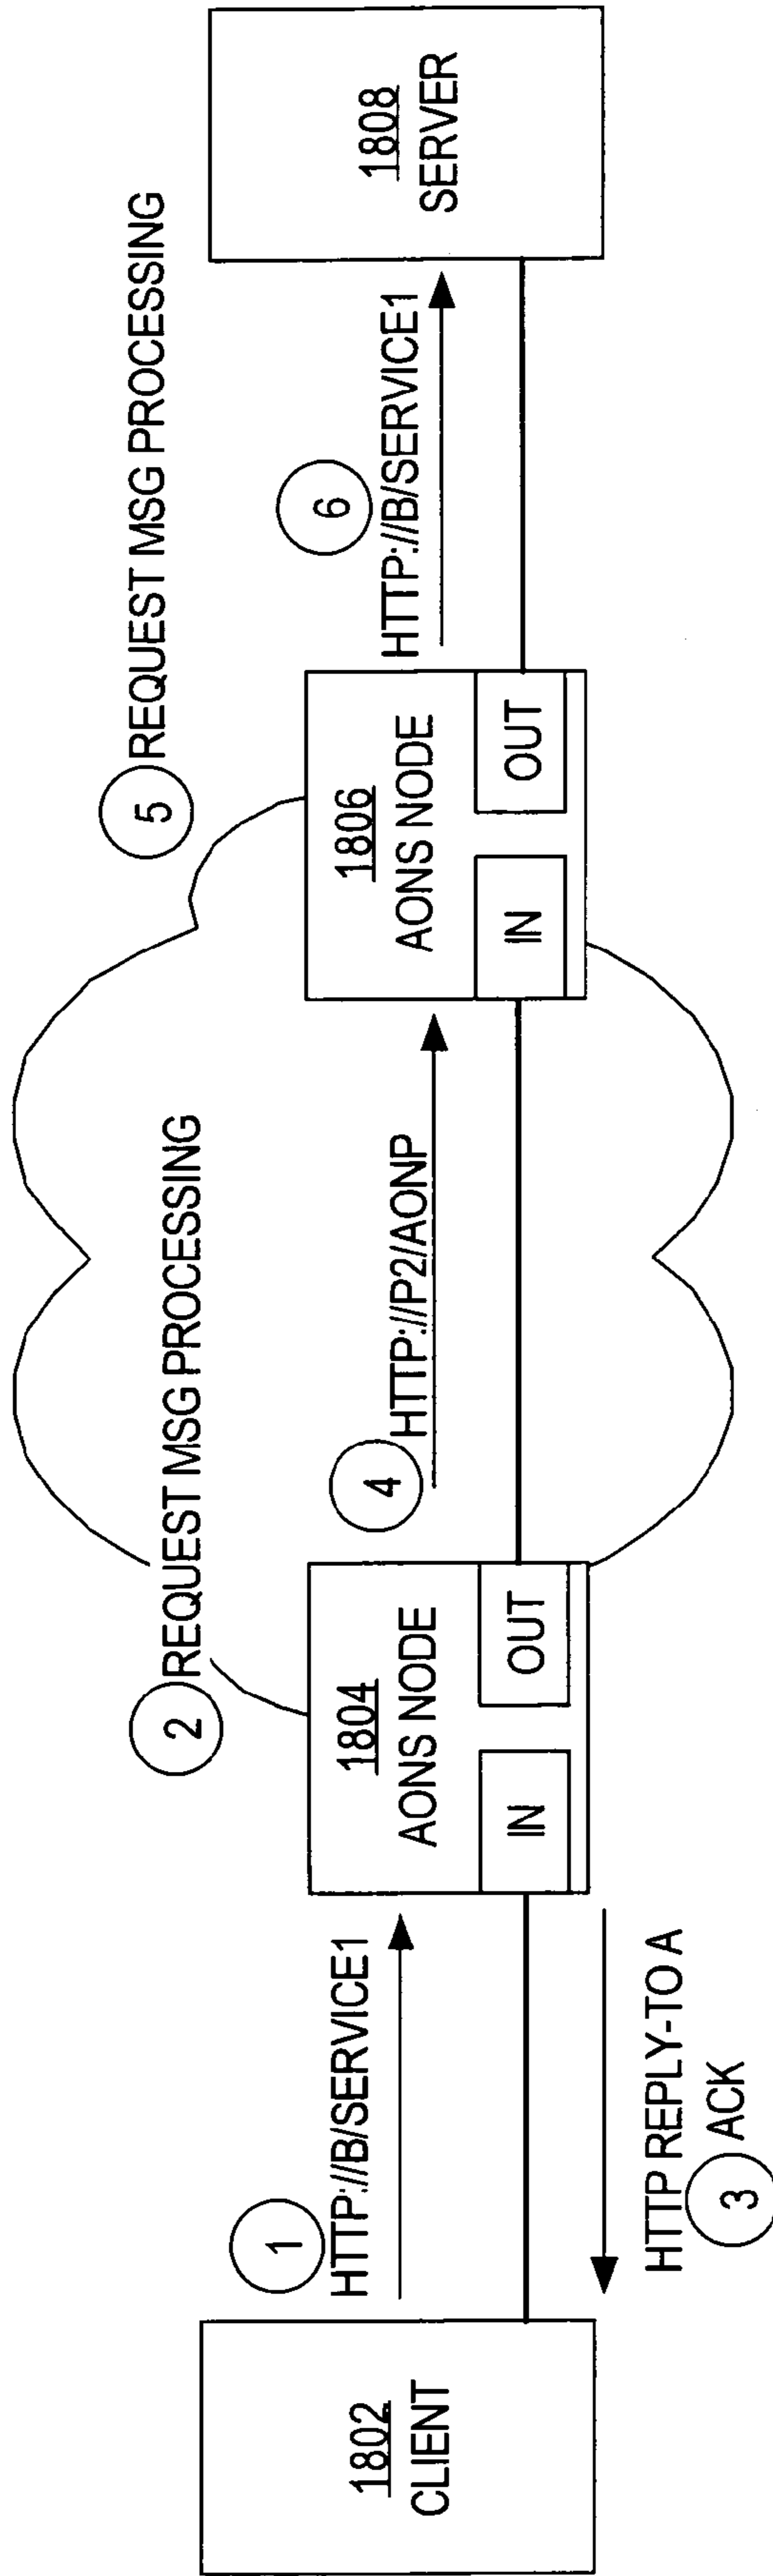 1802
CLIENT
1
HTTP://B/SERVICE1
HTTP REPLY-TO A
3 ACK
2 REQUEST MSG PROCESSING
1804
AONS NODE
IN
OUT
4
HTTP://P2/AONP
5 REQUEST MSG PROCESSING
1806
AONS NODE
IN
OUT
6
HTTP://B/SERVICE1
1808
SERVER